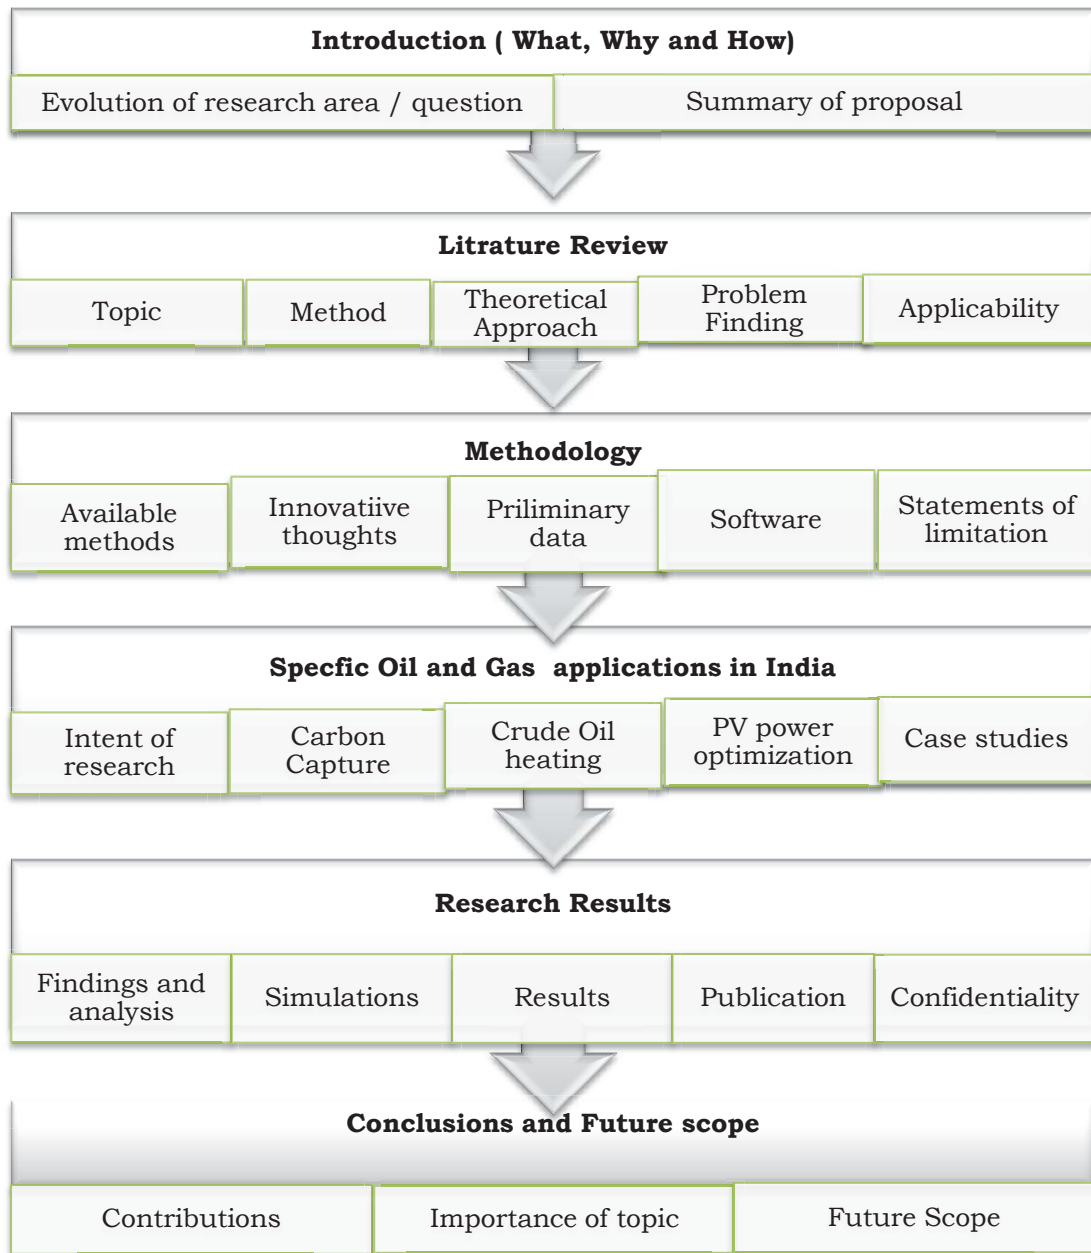 Introduction ( What, Why and How)
Evolution of research area / question
Summary of proposal
Litrature Review
Topic
Method
Theoretical
Approach
Problem
Finding
Applicability
Methodology
Available
methods
Innovatiive
thoughts
Priliminary
data
Software
Statements of
limitation
Specfic Oil and Gas applications in India
Intent of
research
Carbon
Capture
Crude Oil
heating
PV power
optimization
Case studies
Research Results
Findings and
analysis
Simulations
Results
Publication
Confidentiality
Conclusions and Future scope
Contributions
Importance of topic
Future Scope